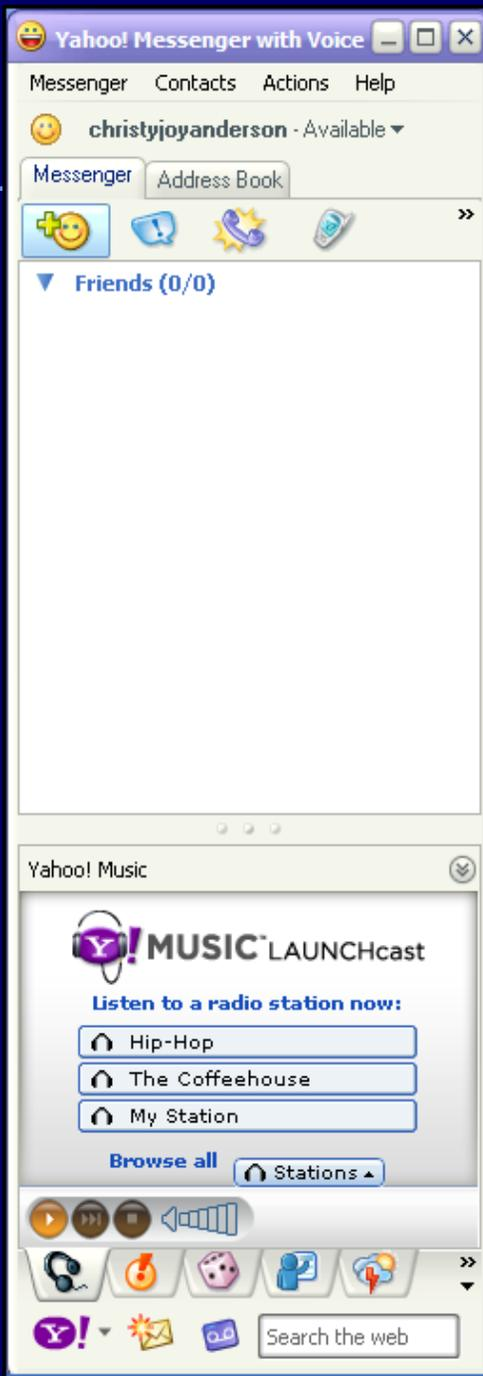 Yahoo! Messenger with Voice
Messenger Contacts Actions Help
christyjoyanderson - Available
Messenger Address Book
Friends (0/0)
Yahoo! Music
Y! MUSIC™ LAUNCHcast
Listen to a radio station now:
Hip-Hop
The Coffeehouse
My Station
Browse all Stations
Y! Search the web